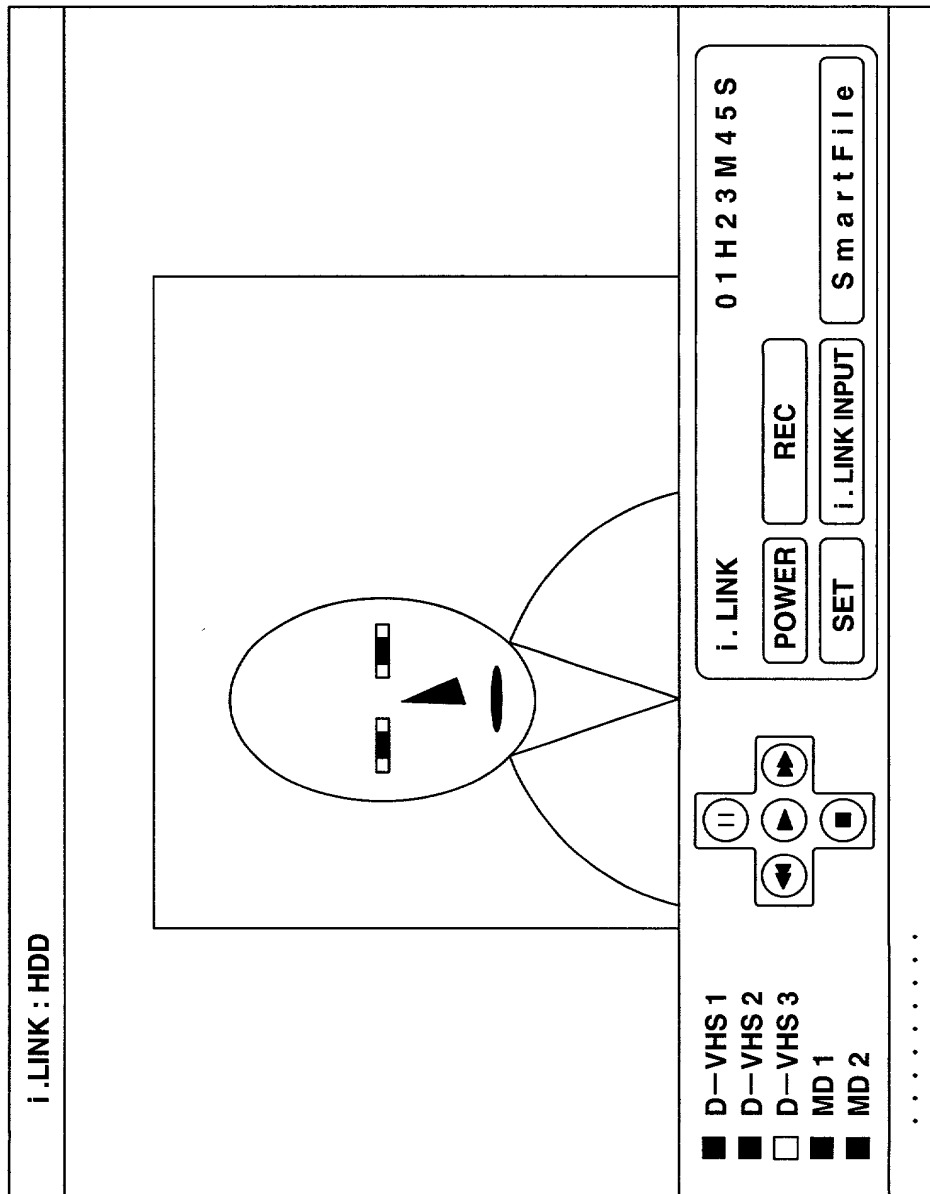 i.LINK : HDD
D—VHS 1
D—VHS 2
D—VHS 3
MD 1
MD 2
i.LINK 01H23M45S
POWER REC
SET i.LINK INPUT SmartFile